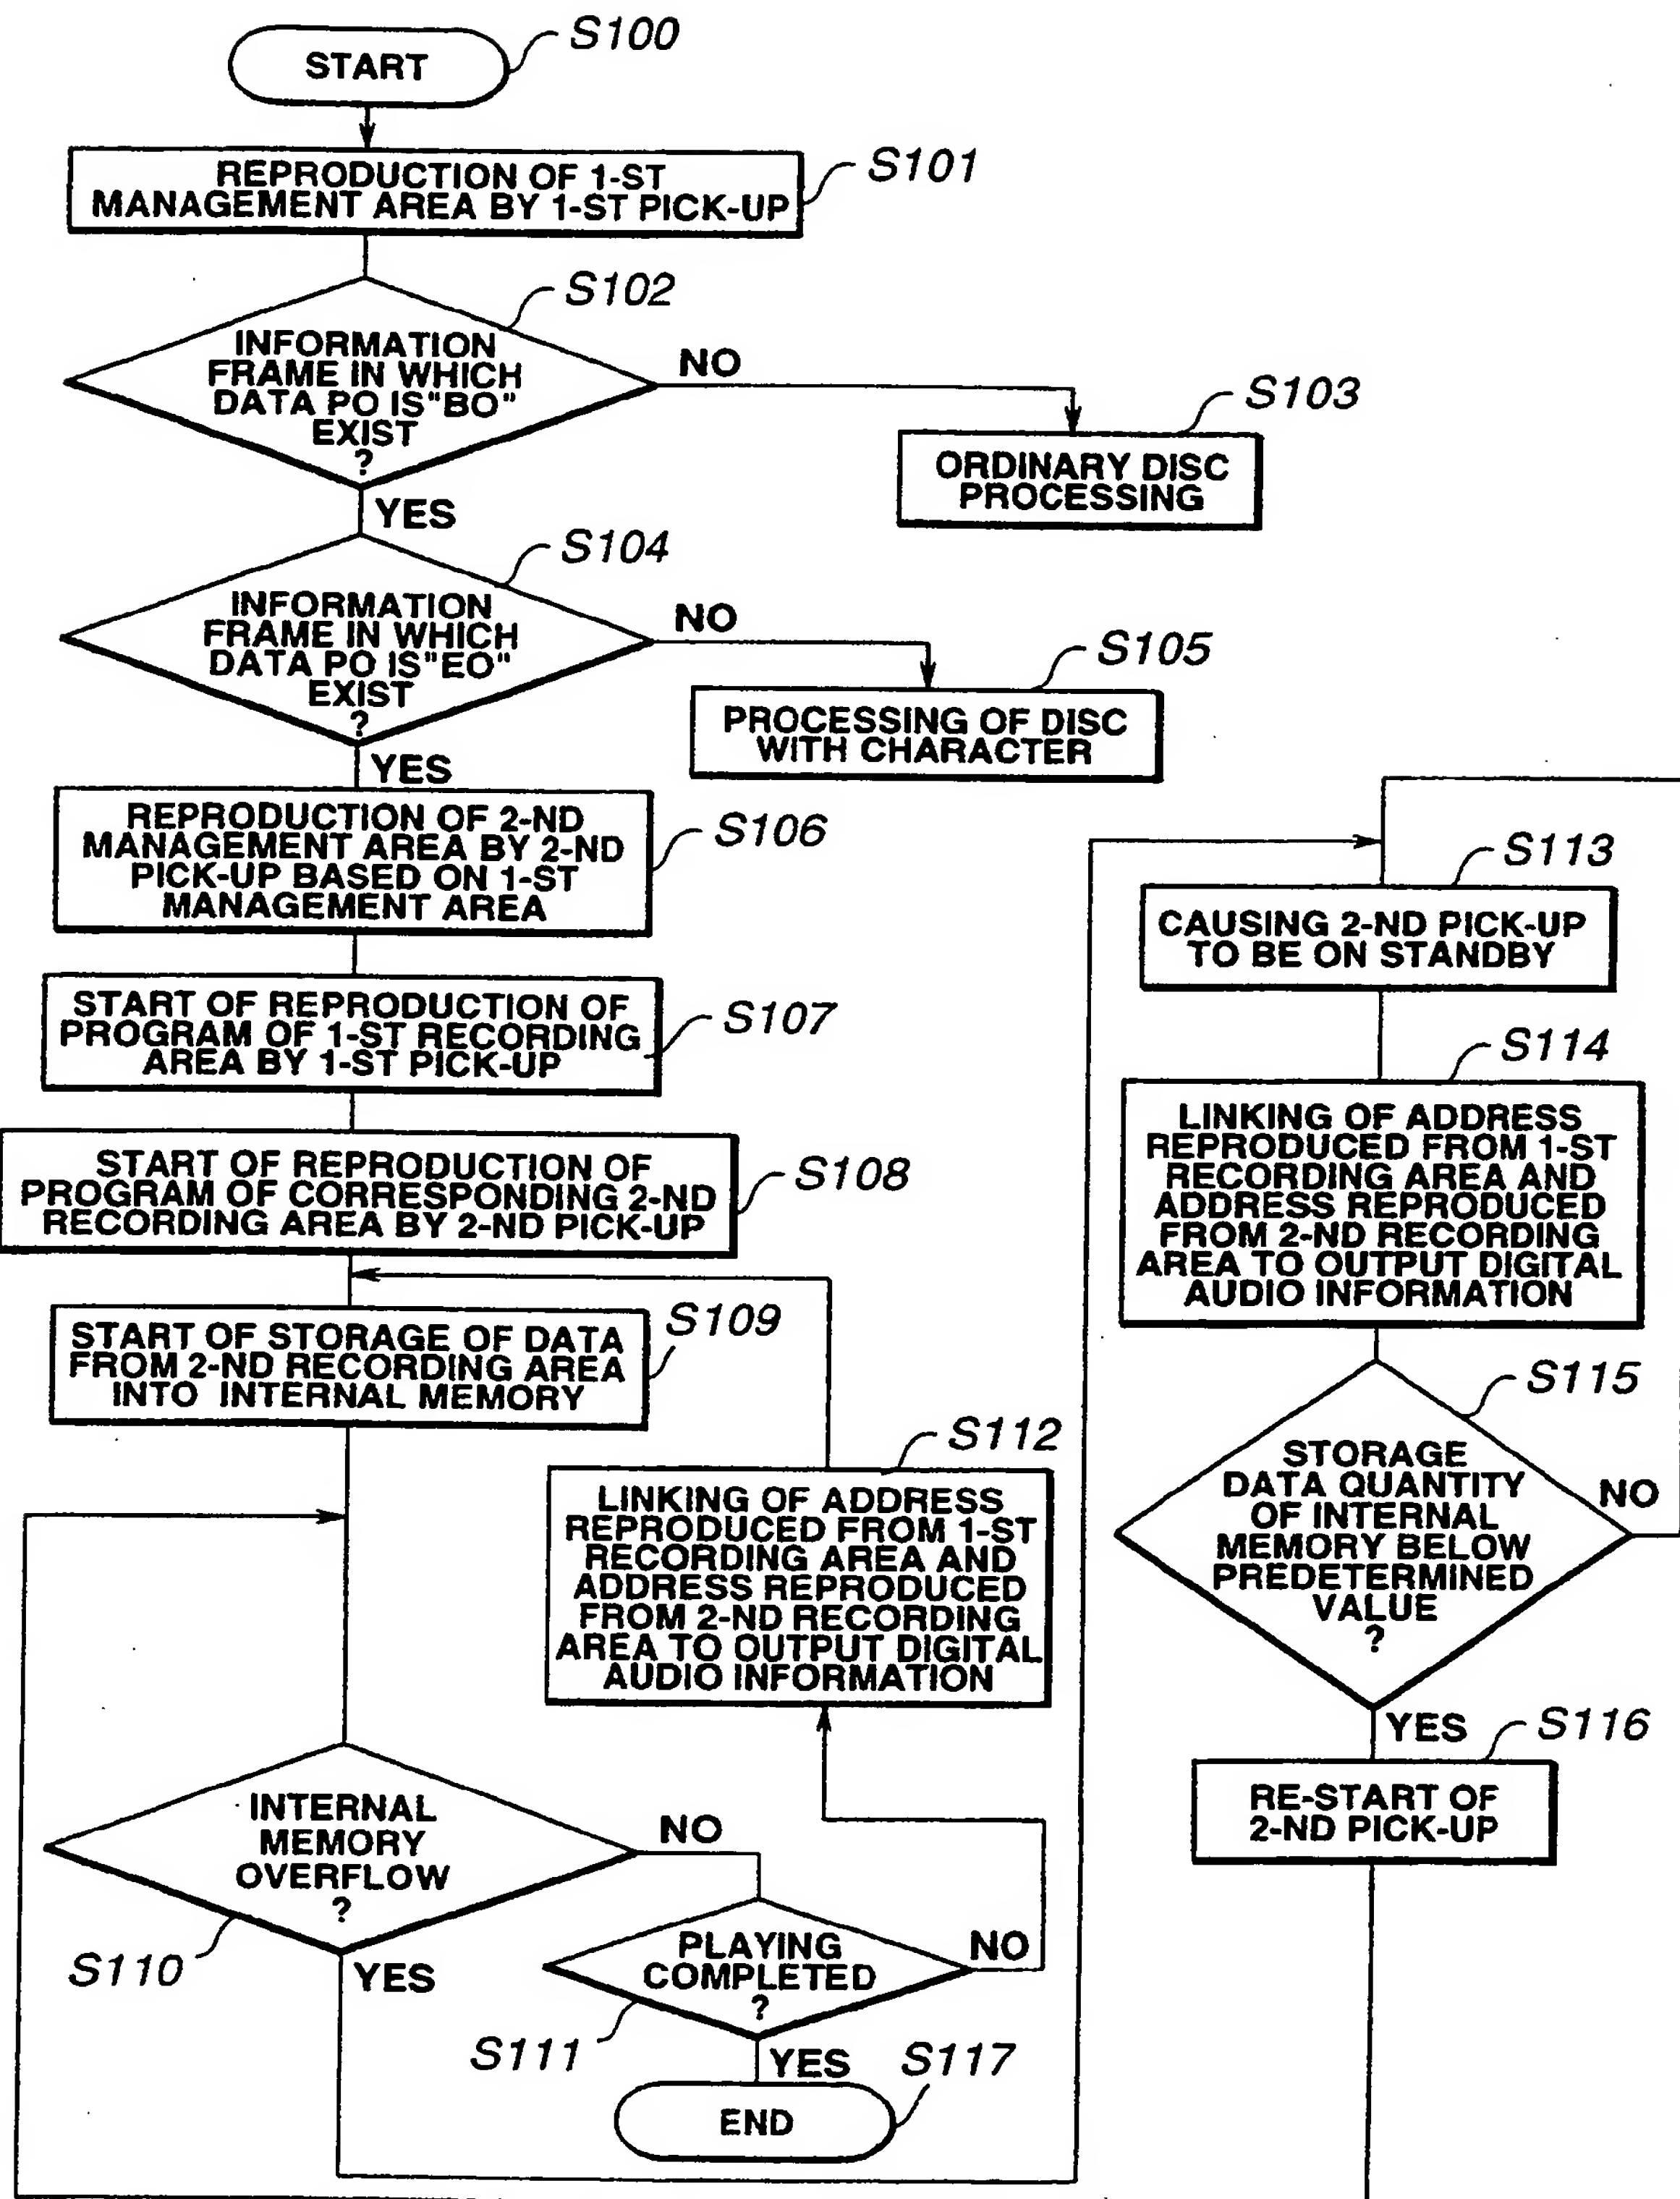 START
S100
REPRODUCTION OF 1-ST
MANAGEMENT AREA BY 1-ST PICK-UP
S101
S102
INFORMATION
FRAME IN WHICH
DATA PO IS"BO"
EXIST
?
NO
YES
S103
ORDINARY DISC
PROCESSING
S104
INFORMATION
FRAME IN WHICH
DATA PO IS"EO"
EXIST
?
NO
YES
S105
PROCESSING OF DISC
WITH CHARACTER
REPRODUCTION OF 2-ND
MANAGEMENT AREA BY 2-ND
PICK-UP BASED ON 1-ST
MANAGEMENT AREA
S106
START OF REPRODUCTION OF
PROGRAM OF 1-ST RECORDING
AREA BY 1-ST PICK-UP
S107
START OF REPRODUCTION OF
PROGRAM OF CORRESPONDING 2-ND
RECORDING AREA BY 2-ND PICK-UP
S108
START OF STORAGE OF DATA
FROM 2-ND RECORDING AREA
INTO INTERNAL MEMORY
S109
S112
LINKING OF ADDRESS
REPRODUCED FROM 1-ST
RECORDING AREA AND
ADDRESS REPRODUCED
FROM 2-ND RECORDING
AREA TO OUTPUT DIGITAL
AUDIO INFORMATION
INTERNAL
MEMORY
OVERFLOW
?
NO
S110
YES
PLAYING
COMPLETED
?
NO
S111
YES
S117
END
S113
CAUSING 2-ND PICK-UP
TO BE ON STANDBY
S114
LINKING OF ADDRESS
REPRODUCED FROM 1-ST
RECORDING AREA AND
ADDRESS REPRODUCED
FROM 2-ND RECORDING
AREA TO OUTPUT DIGITAL
AUDIO INFORMATION
S115
STORAGE
DATA QUANTITY
OF INTERNAL
MEMORY BELOW
PREDETERMINED
VALUE
?
NO
YES
S116
RE-START OF
2-ND PICK-UP